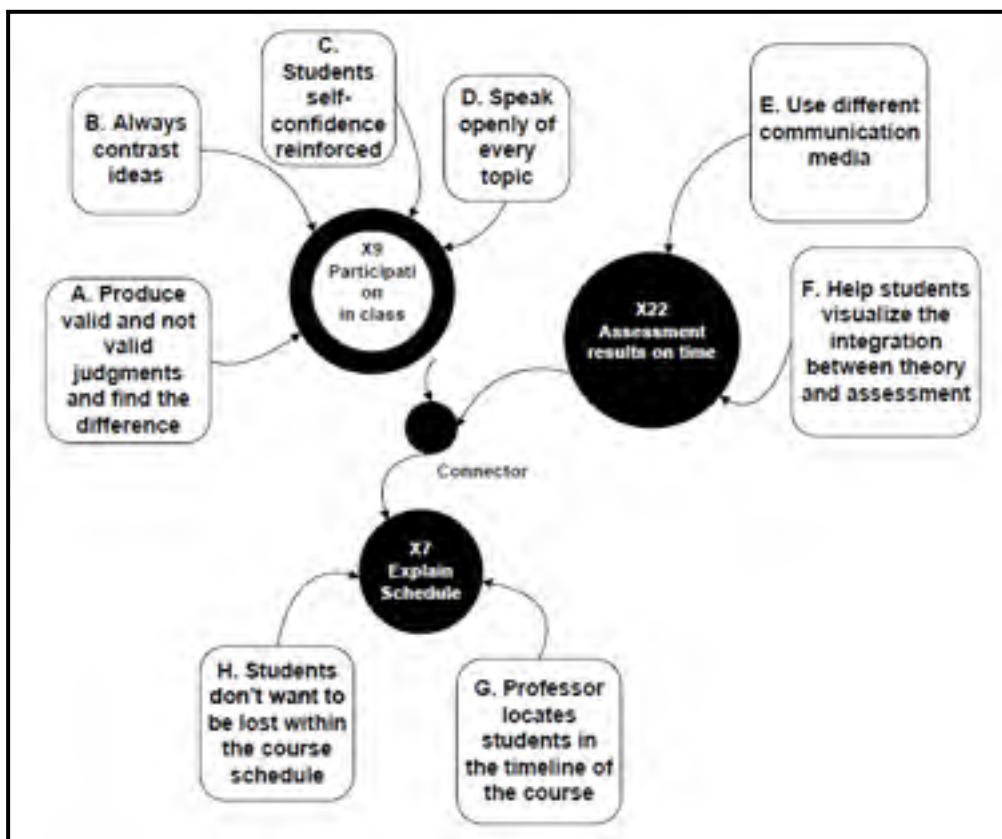 C.
Students
self-
confidence
reinforced
B. Always
contrast
ideas
D. Speak
openly of
every
topic
E. Use different
communication
media
X9
Participati
on
in class
A. Produce
valid and not
valid
judgments
and find the
difference
X22
Assessment
results on time
F. Help students
visualize the
integration
between theory
and assessment
Connector
X7
Explain
Schedule
H. Students
don't want to
be lost within
the course
schedule
G. Professor
locates
students in
the timeline of
the course